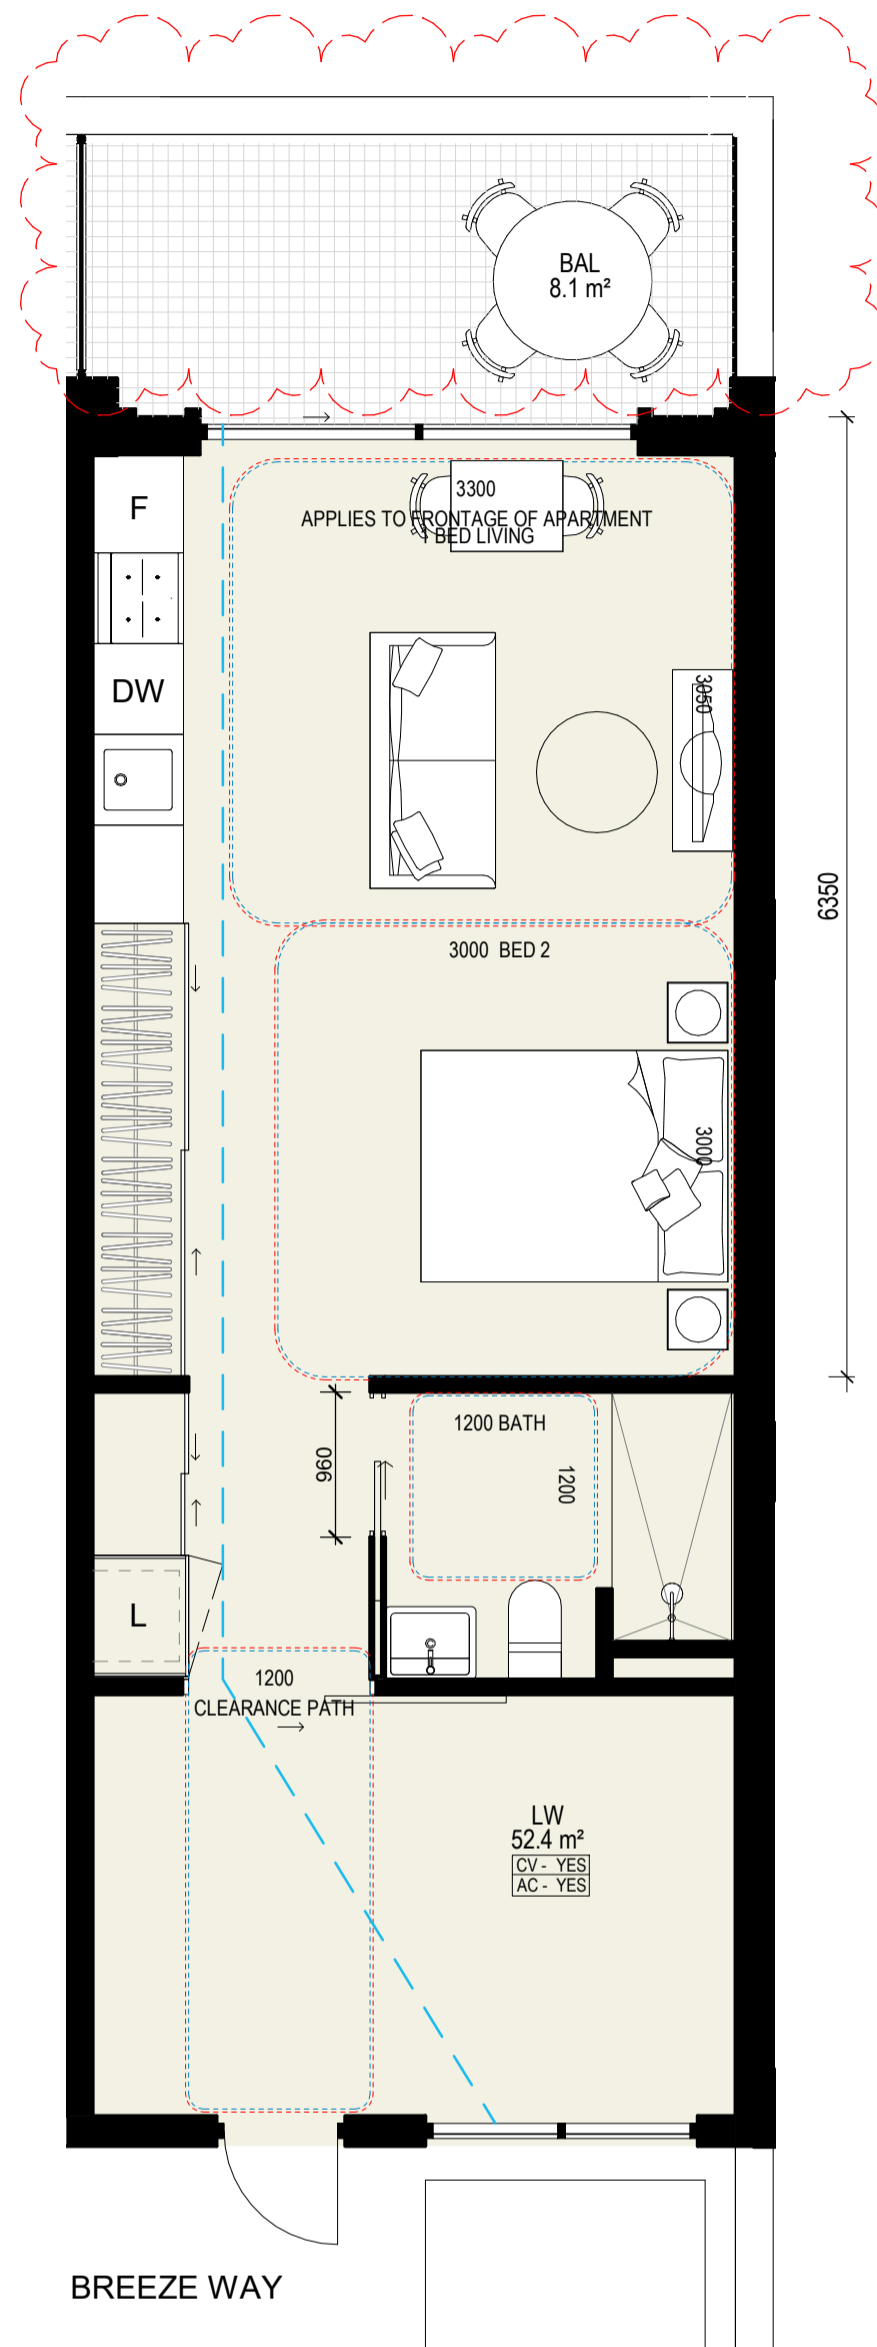 BAL
8.1 m²
F
3300
APPLIES TO FRONTAGE OF APARTMENT
1 BED LIVING
DW
3050
6350
3000 BED 2
3000
1200 BATH
960
1200
L
1200
CLEARANCE PATH
LW
52.4 m²
CV - YES
AC - YES
BREEZE WAY